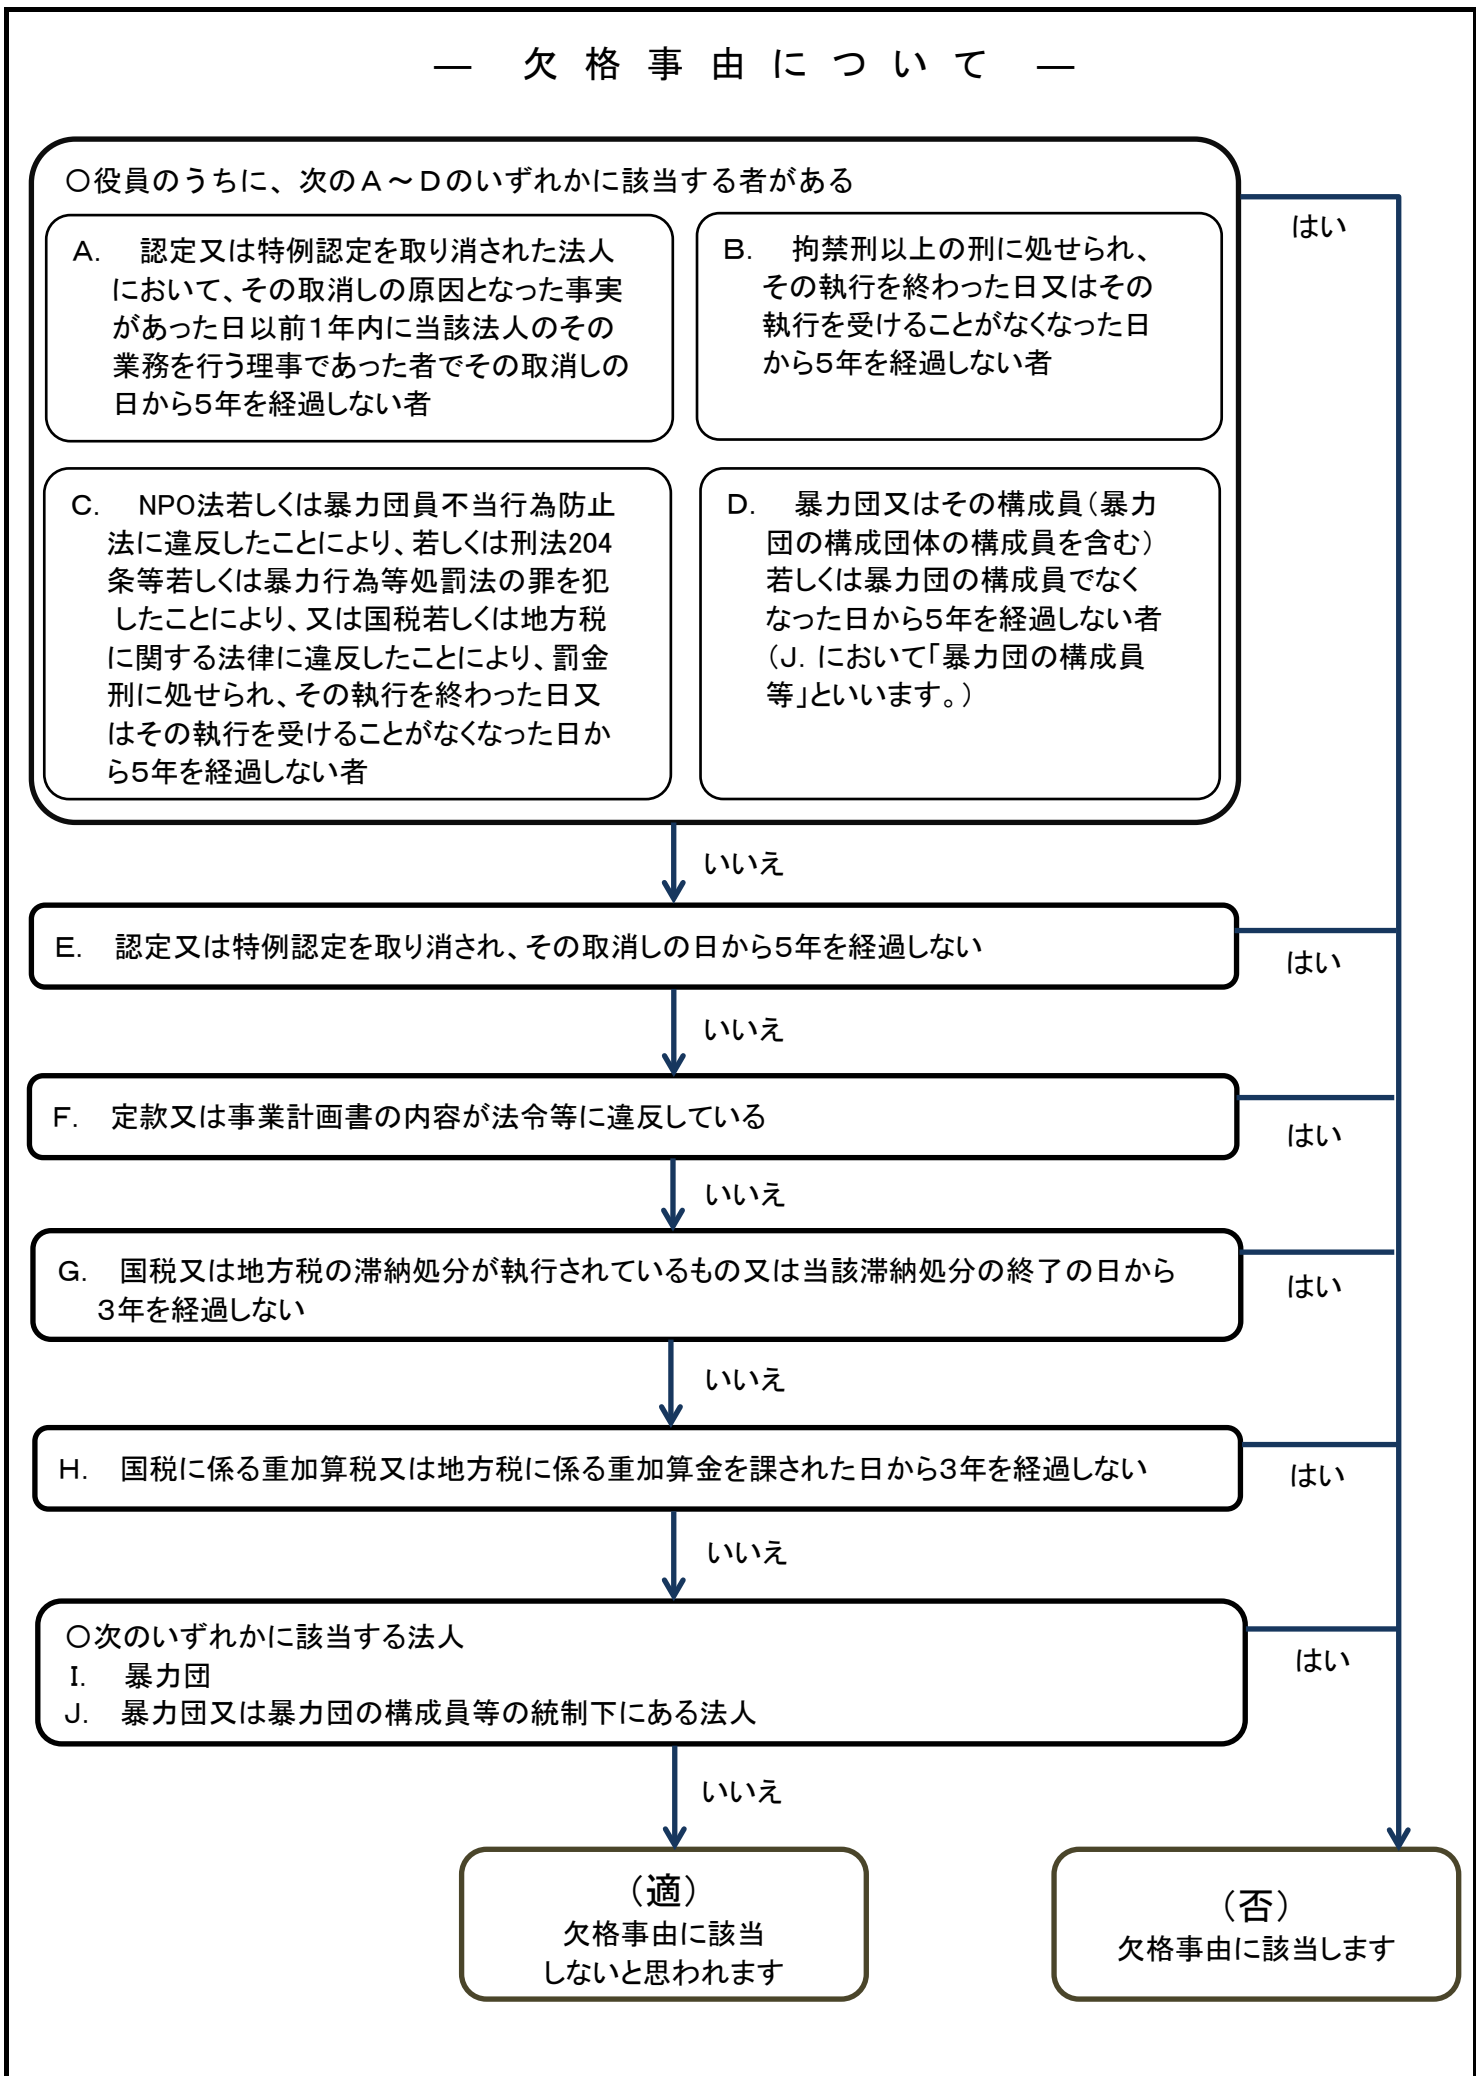 ― 欠格事由について ―
〇役員のうちに、次のA～Dのいずれかに該当する者がある
はい
A. 認定又は特例認定を取り消された法人
において、その取消しの原因となった事実
があった日以前1年内に当該法人のその
業務を行う理事であった者でその取消しの
日から5年を経過しない者
B. 拘禁刑以上の刑に処せられ、
その執行を終わった日又はその
執行を受けることがなくなった日
から5年を経過しない者
C. NPO法若しくは暴力団員不当行為防止
法に違反したことにより、若しくは刑法204
条等若しくは暴力行為等処罰法の罪を犯
したことにより、又は国税若しくは地方税
に関する法律に違反したことにより、罰金
刑に処せられ、その執行を終わった日又
はその執行を受けることがなくなった日か
ら5年を経過しない者
D. 暴力団又はその構成員（暴力
団の構成団体の構成員を含む）
若しくは暴力団の構成員でなく
なった日から5年を経過しない者
（J. において「暴力団の構成員
等」といいます。）
いいえ
E. 認定又は特例認定を取り消され、その取消しの日から5年を経過しない
はい
いいえ
F. 定款又は事業計画書の内容が法令等に違反している
はい
いいえ
G. 国税又は地方税の滞納処分が執行されているもの又は当該滞納処分の終了の日から
3年を経過しない
はい
いいえ
H. 国税に係る重加算税又は地方税に係る重加算金を課された日から3年を経過しない
はい
いいえ
〇次のいずれかに該当する法人
I. 暴力団
J. 暴力団又は暴力団の構成員等の統制下にある法人
はい
いいえ
（適）
欠格事由に該当
しないと思われます
（否）
欠格事由に該当します